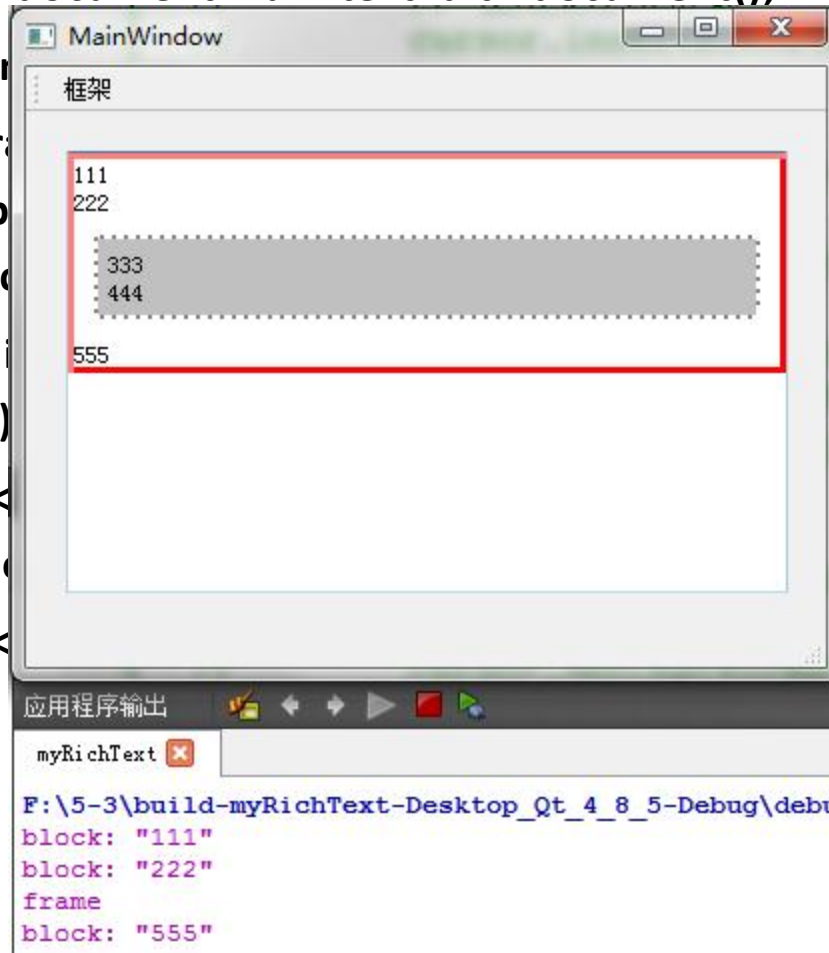 MainWindow
框架
111
222
333
444
555
应用程序输出
myRichText
F:\5-3\build-myRichText-Desktop_Qt_4_8_5-Debug\debu
block: "111"
block: "222"
frame
block: "555"